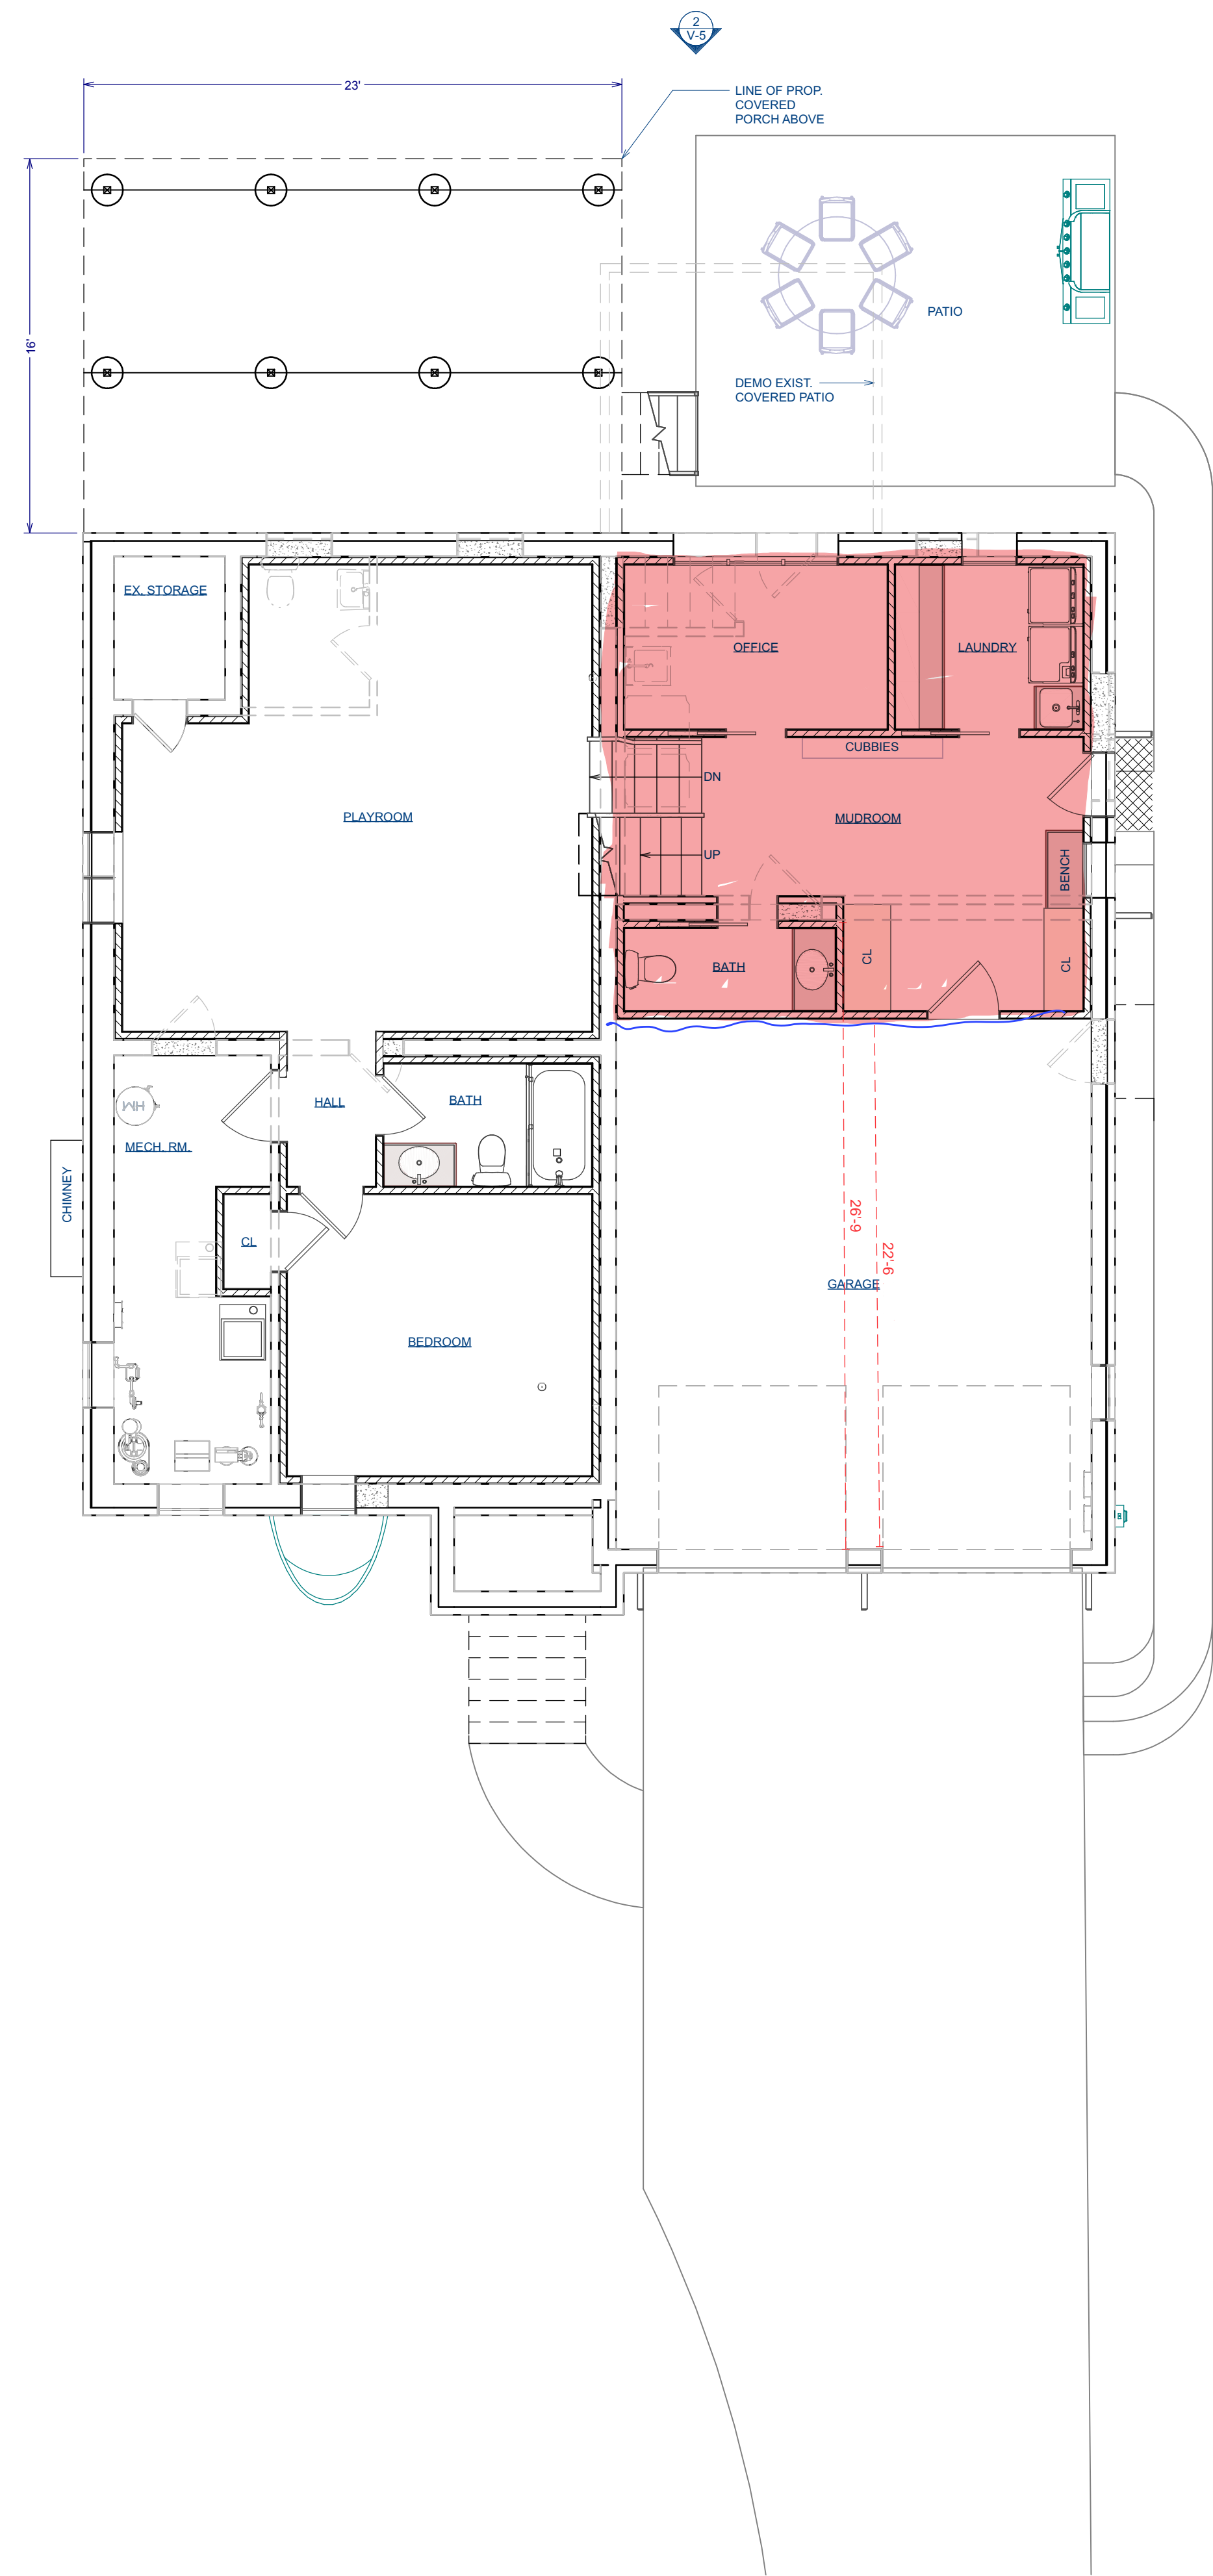 2
V-5
23'
LINE OF PROP.
COVERED
PORCH ABOVE
16'
PATIO
DEMO EXIST.
COVERED PATIO
EX. STORAGE
OFFICE
LAUNDRY
CUBBIES
DN
PLAYROOM
MUDROOM
UP
BENCH
BATH
CL
CL
HALL
BATH
WH
MECH. RM.
CHIMNEY
26'-9
22'-6
CL
GARAGE
BEDROOM